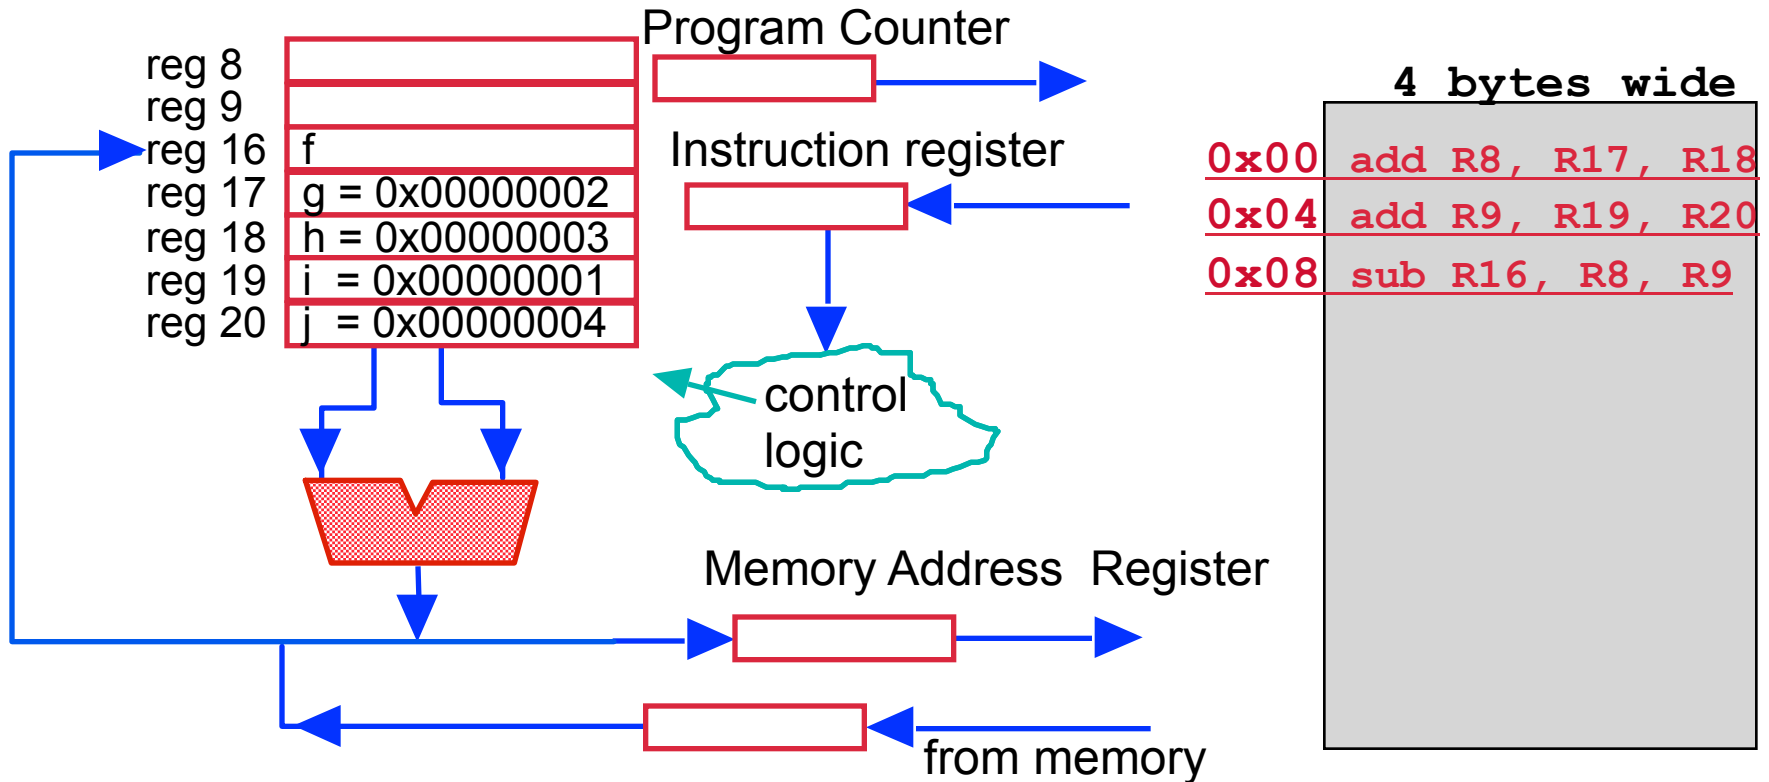 Program Counter
reg 8
reg 9
reg 16 f
reg 17 g = 0x00000002
reg 18 h = 0x00000003
reg 19 i = 0x00000001
reg 20 j = 0x00000004
Instruction register
control
logic
Memory Address Register
from memory
4 bytes wide
0x00 add R8, R17, R18
0x04 add R9, R19, R20
0x08 sub R16, R8, R9